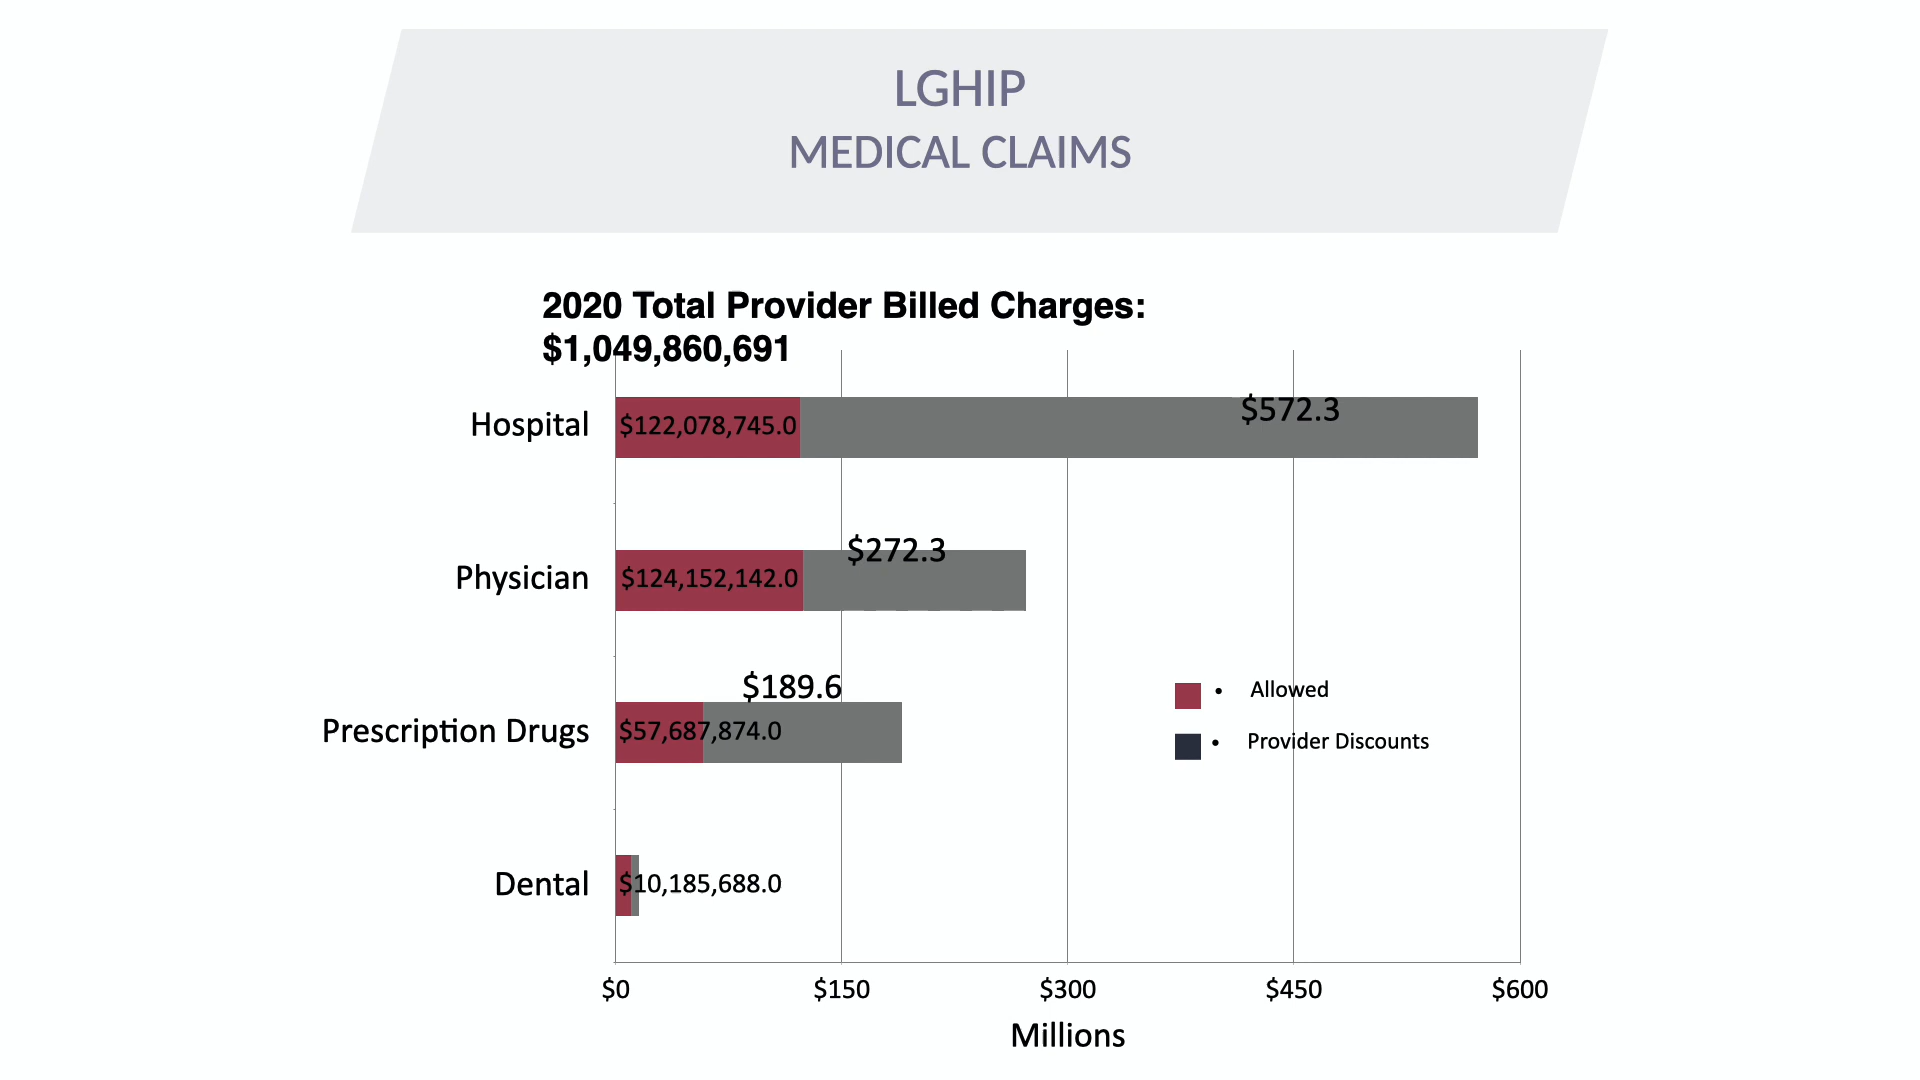 LGHIP
MEDICAL CLAIMS
2020 Total Provider Billed Charges:
$1,049,860,691
Hospital
$122,078,745.0
$572.3
Physician
$124,152,142.0
$272.3
Prescription Drugs
$57,687,874.0
$189.6
Dental
$10,185,688.0
• Allowed
• Provider Discounts
$0 $150 $300 $450 $600
Millions